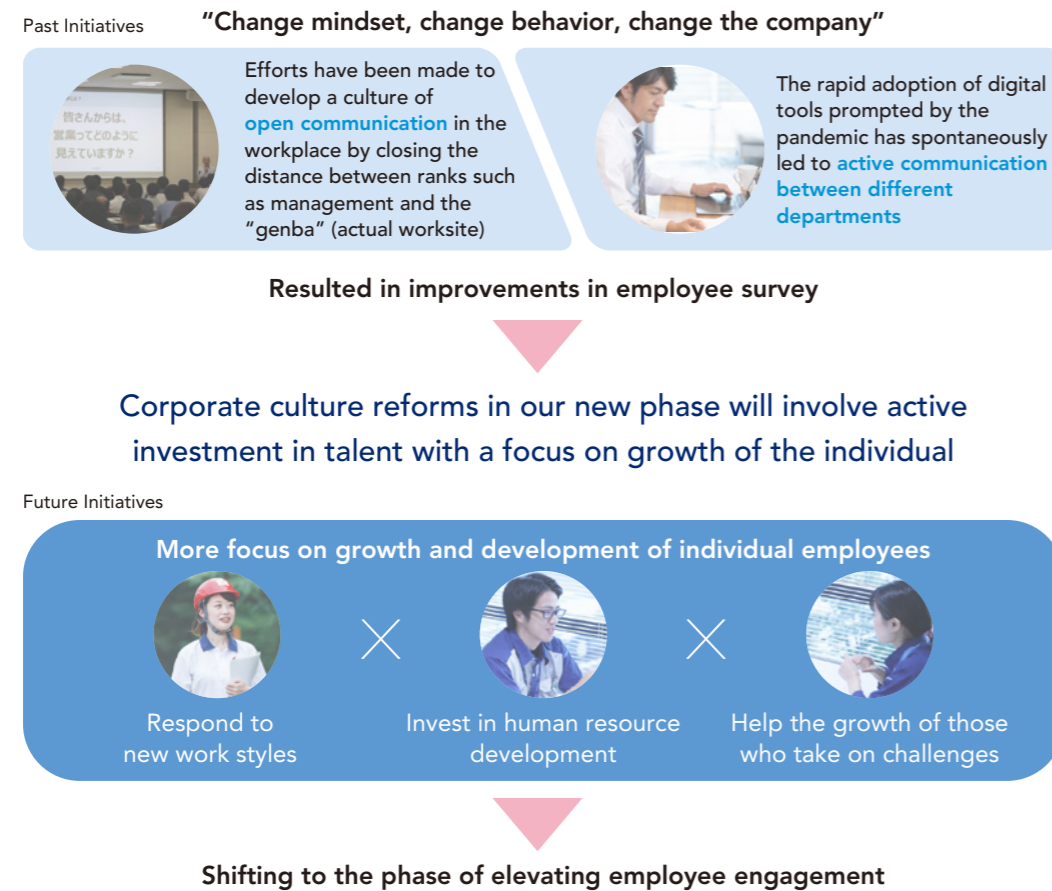 Past Initiatives
“Change mindset, change behavior, change the company”
皆さんからは、
営業ってどのように
見えていますか？
Efforts have been made to
develop a culture of
open communication in the
workplace by closing the
distance between ranks such
as management and the
“genba” (actual worksite)
The rapid adoption of digital
tools prompted by the
pandemic has spontaneously
led to active communication
between different
departments
Resulted in improvements in employee survey
Corporate culture reforms in our new phase will involve active
investment in talent with a focus on growth of the individual
Future Initiatives
More focus on growth and development of individual employees
Respond to
new work styles
Invest in human resource
development
Help the growth of those
who take on challenges
Shifting to the phase of elevating employee engagement